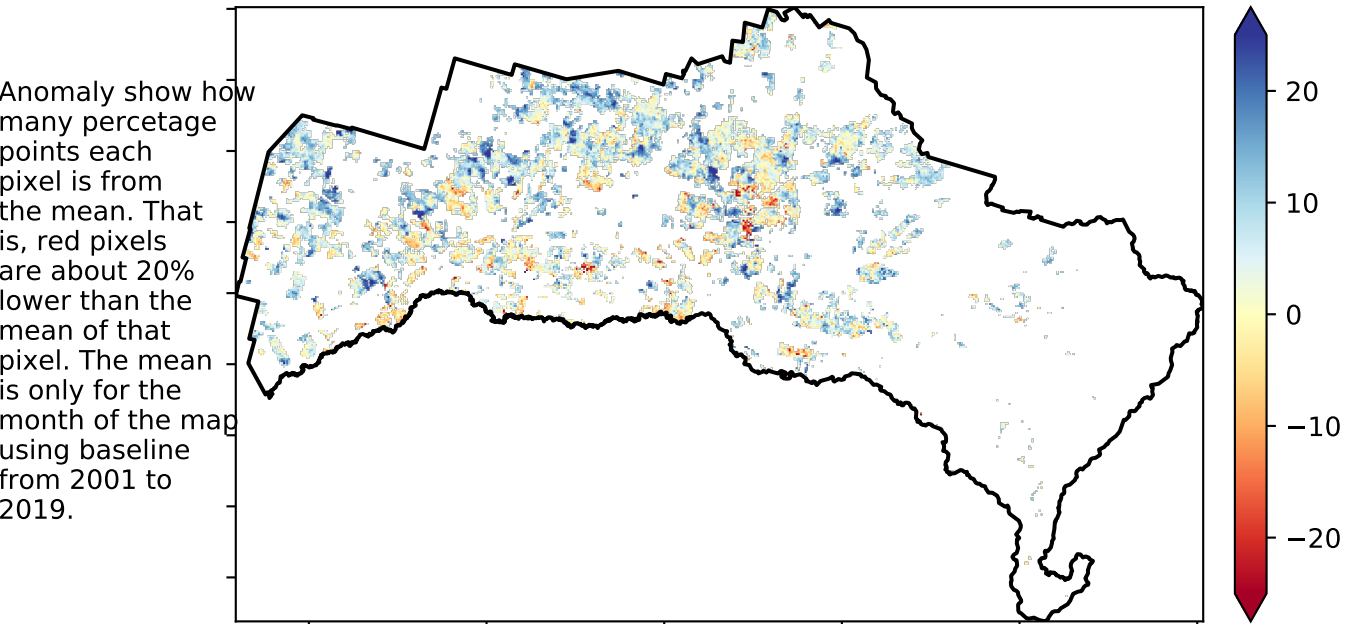 Anomaly show how
many percetage
points each
pixel is from
the mean. That
is, red pixels
are about 20%
lower than the
mean of that
pixel. The mean
is only for the
month of the map
using baseline
from 2001 to
2019.
20
10
0
−10
−20